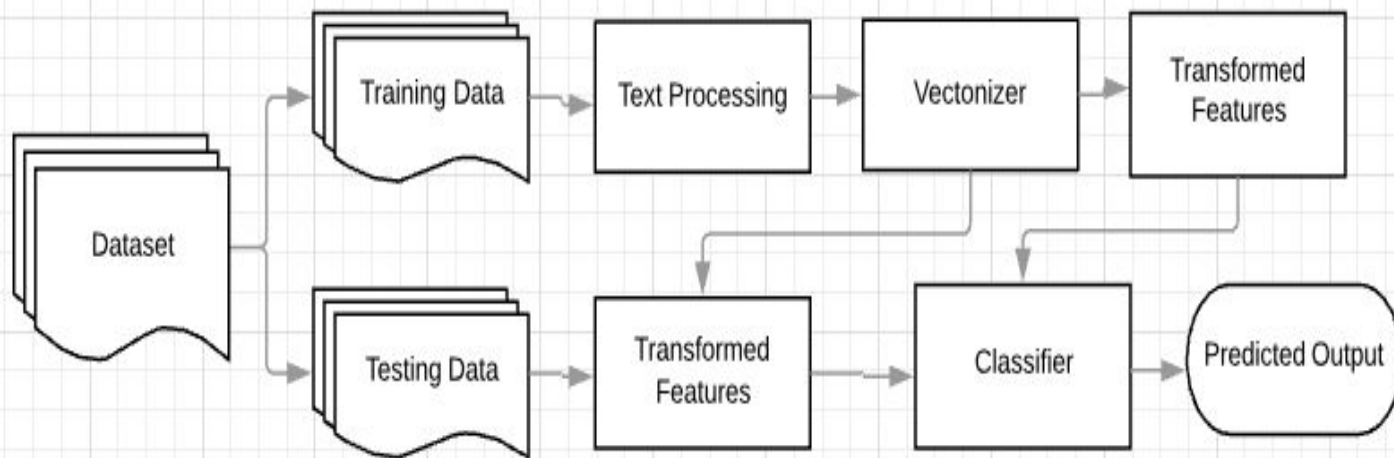 Training Data
Text Processing
Vectonizer
Transformed
Features
Dataset
Testing Data
Transformed
Features
Classifier
Predicted Output